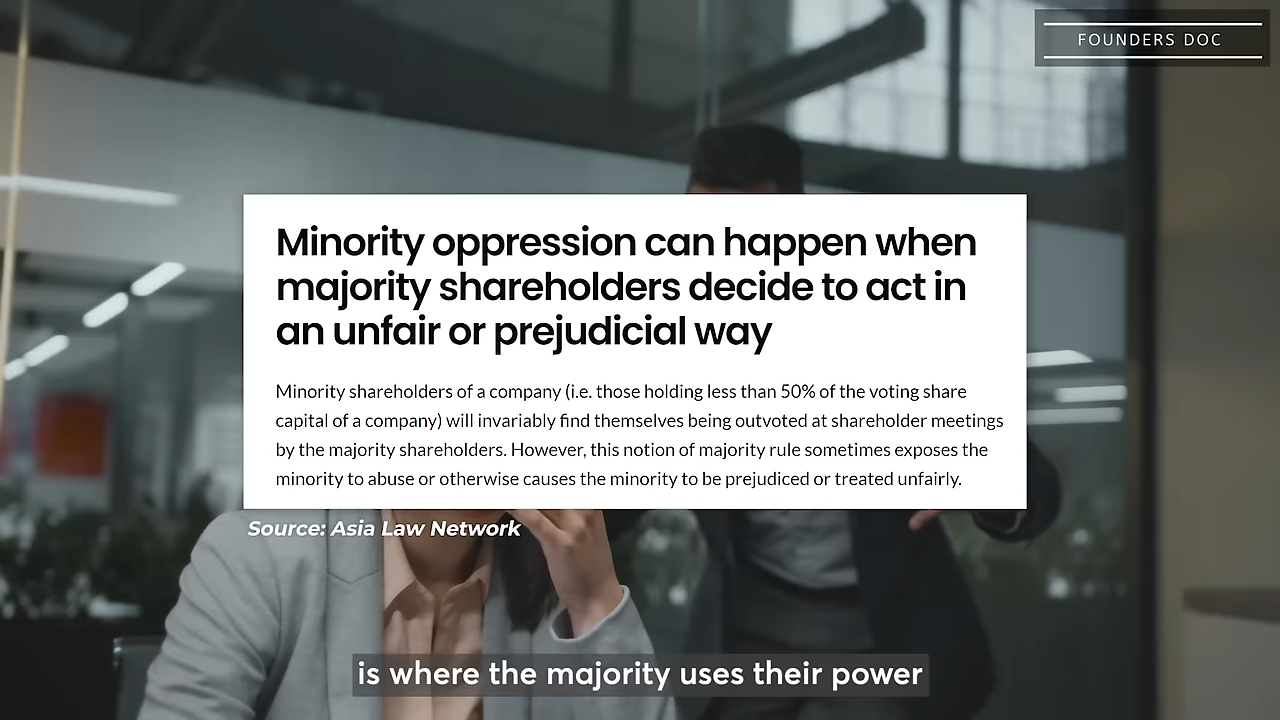 FOUNDERS DOC
Minority oppression can happen when
majority shareholders decide to act in
an unfair or prejudicial way
Minority shareholders of a company (i.e. those holding less than 50% of the voting share
capital of a company) will invariably find themselves being outvoted at shareholder meetings
by the majority shareholders. However, this notion of majority rule sometimes exposes the
minority to abuse or otherwise causes the minority to be prejudiced or treated unfairly.
Source: Asia Law Network
is where the majority uses their power